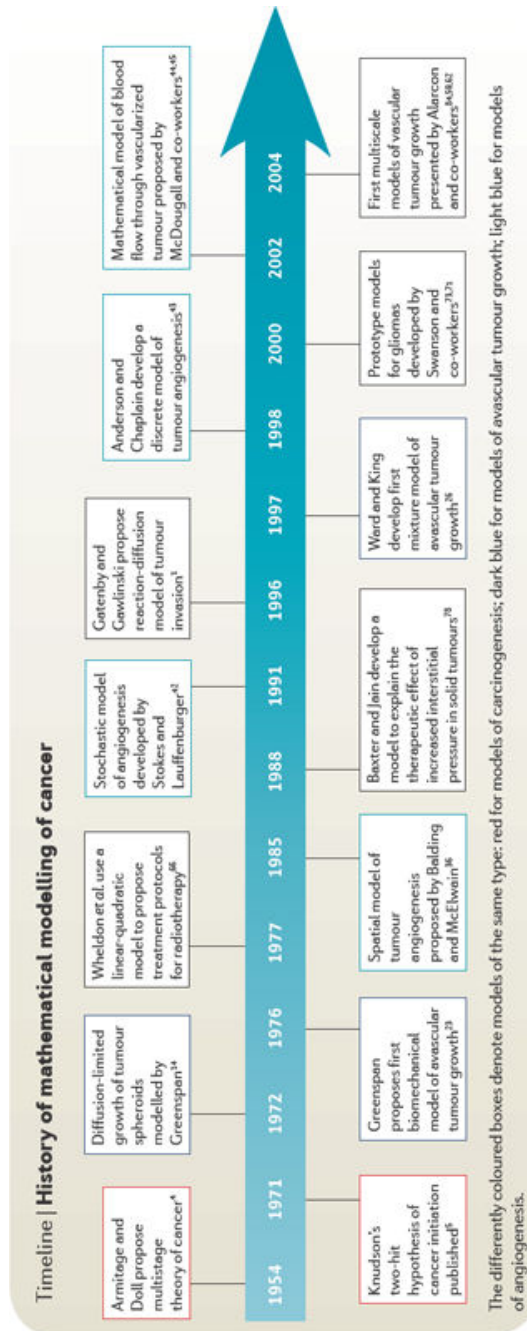 Timeline | History of mathematical modelling of cancer
Armitage and
Doll propose
multistage
theory of cancer⁴
Diffusion-limited
growth of tumour
spheroids
modelled by
Greenspan¹⁴
Wheldon et al. use a
linear-quadratic
model to propose
treatment protocols
for radiotherapy⁶⁶
Stochastic model
of angiogenesis
developed by
Stokes and
Lauffenburger⁴²
Gatenby and
Gawlinski propose
reaction-diffusion
model of tumour
invasion¹
Anderson and
Chaplain develop a
discrete model of
tumour angiogenesis⁴³
Mathematical model of blood
flow through vascularized
tumour proposed by
McDougall and co-workers⁴⁴,⁴⁵
1954 1971 1972 1976 1977 1985 1988 1991 1996 1997 1998 2000 2002 2004
Knudson's
two-hit
hypothesis of
cancer initiation
published⁵
Greenspan
proposes first
biomechanical
model of avascular
tumour growth²³
Spatial model of
tumour
angiogenesis
proposed by Balding
and McElwain³⁶
Baxter and Jain develop a
model to explain the
therapeutic effect of
increased interstitial
pressure in solid tumours⁷⁸
Ward and King
develop first
mixture model of
avascular tumour
growth²⁶
Prototype models
for gliomas
developed by
Swanson and
co-workers⁷³,⁷¹
First multiscale
models of vascular
tumour growth
presented by Alarcon
and co-workers⁵⁴,⁵⁸,⁶²
The differently coloured boxes denote models of the same type: red for models of carcinogenesis; dark blue for models of avascular tumour growth; light blue for models
of angiogenesis.